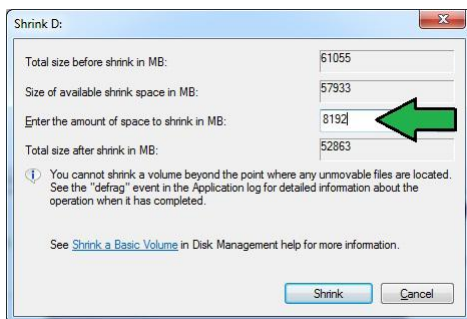 Shrink D:
Total size before shrink in MB: 61055
Size of available shrink space in MB: 57933
Enter the amount of space to shrink in MB: 8192
Total size after shrink in MB: 52863
You cannot shrink a volume beyond the point where any unmovable files are located.
See the "defrag" event in the Application log for detailed information about the
operation when it has completed.
See Shrink a Basic Volume in Disk Management help for more information.
Shrink Cancel